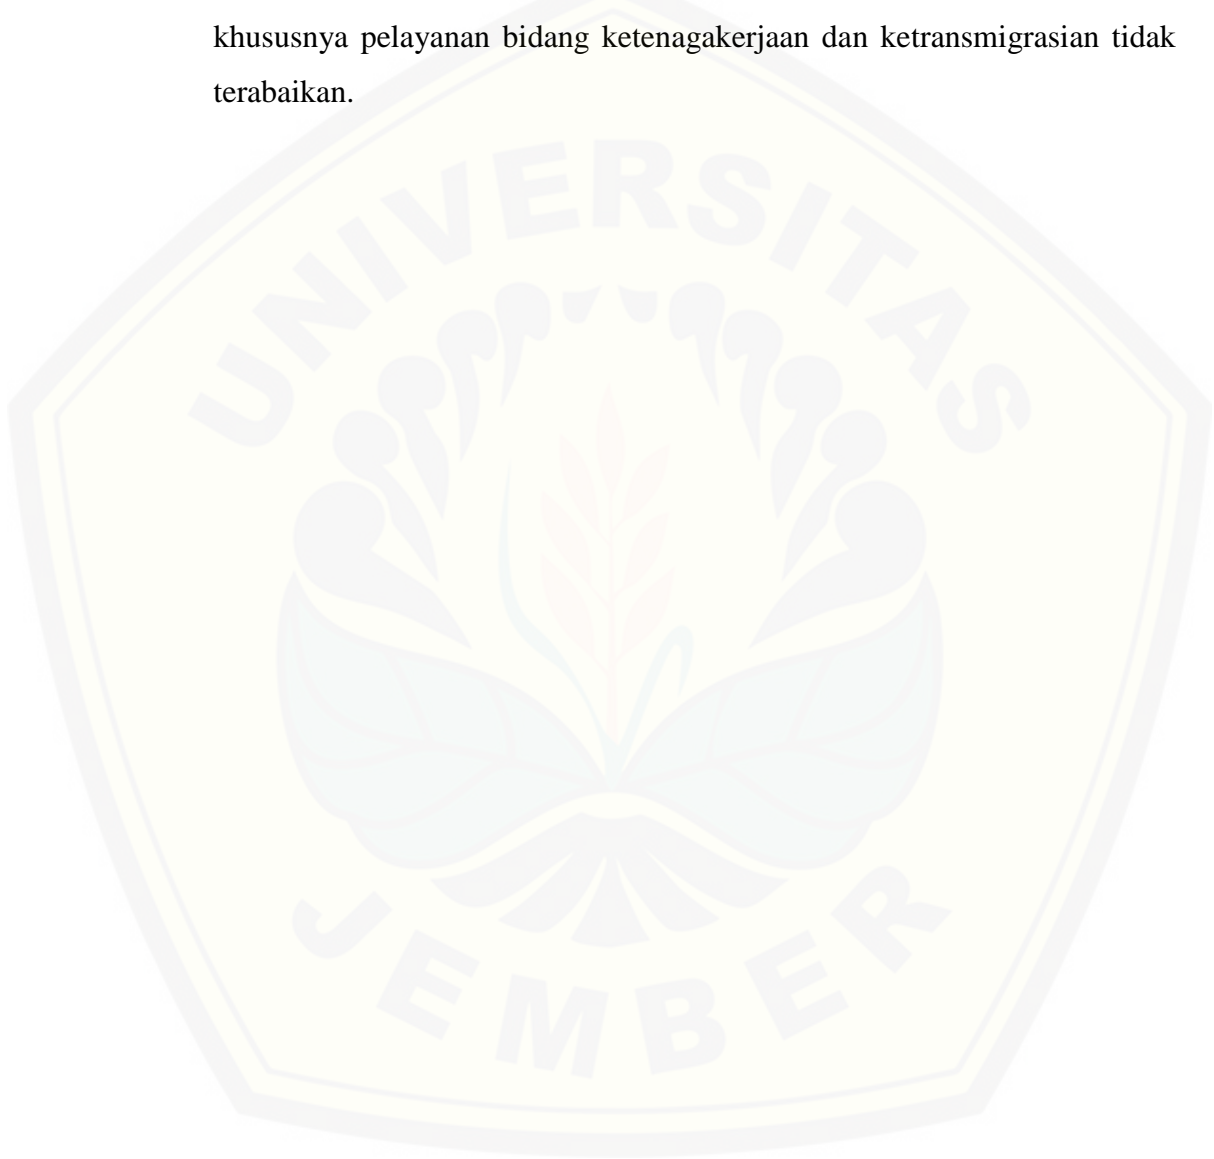 khususnya pelayanan bidang ketenagakerjaan dan ketransmigrasian tidak
terabaikan.
UNIVERSITAS
JEMBER